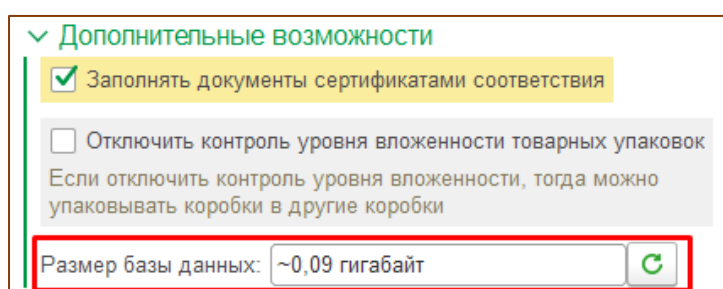 Дополнительные возможности
Заполнять документы сертификатами соответствия
Отключить контроль уровня вложенности товарных упаковок
Если отключить контроль уровня вложенности, тогда можно
упаковывать коробки в другие коробки
Размер базы данных: ~0,09 гигабайт